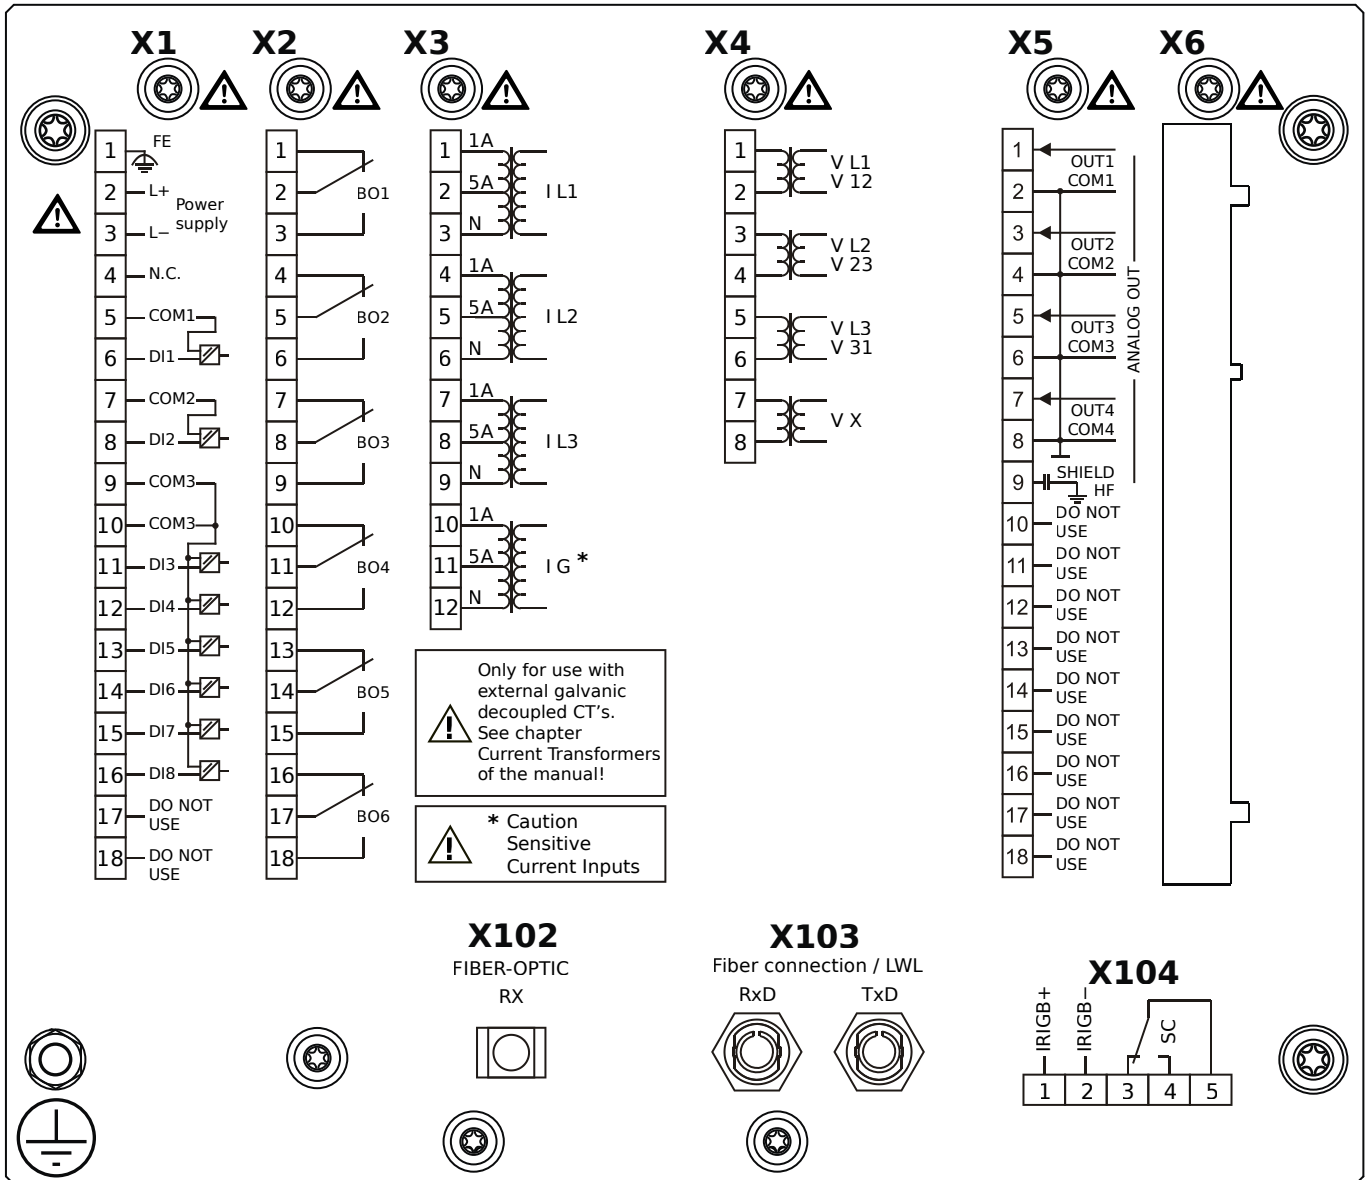 X1 X2 X3 X4 X5 X6
1 FE
2 L+
Power
supply
3 L−
4 N.C.
5 COM1
6 DI1
7 COM2
8 DI2
9 COM3
10 COM3
11 DI3
12 DI4
13 DI5
14 DI6
15 DI7
16 DI8
17 DO NOT
USE
18 DO NOT
USE
1
2 BO1
3
4
5 BO2
6
7
8 BO3
9
10
11 BO4
12
13
14 BO5
15
16
17 BO6
18
1 1A
2 5A I L1
3 N
4 1A
5 5A I L2
6 N
7 1A
8 5A I L3
9 N
10 1A
11 5A I G *
12 N
Only for use with
external galvanic
decoupled CT's.
See chapter
Current Transformers
of the manual!
* Caution
Sensitive
Current Inputs
1 V L1
2 V 12
3 V L2
4 V 23
5 V L3
6 V 31
7 V X
8
1 OUT1
2 COM1
3 OUT2
4 COM2
5 OUT3
6 COM3
7 OUT4
8 COM4
ANALOG OUT
9 SHIELD
HF
10 DO NOT
USE
11 DO NOT
USE
12 DO NOT
USE
13 DO NOT
USE
14 DO NOT
USE
15 DO NOT
USE
16 DO NOT
USE
17 DO NOT
USE
18 DO NOT
USE
X102
FIBER-OPTIC
RX
X103
Fiber connection / LWL
RxD TxD
X104
IRIGB+ IRIGB− SC
1 2 3 4 5